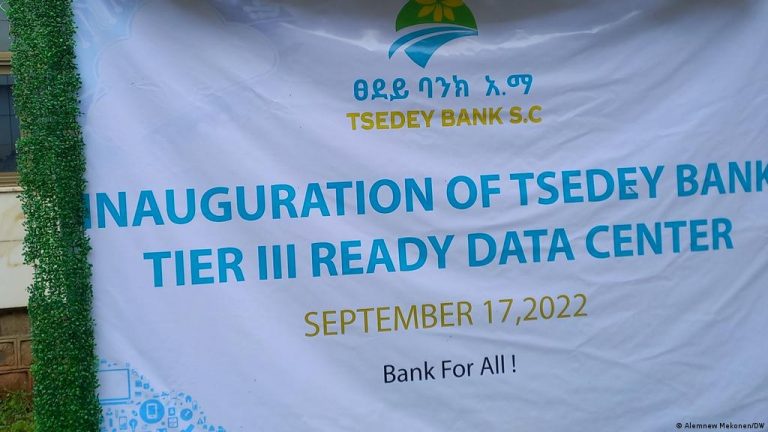 ፀደይ ባንክ አ.ማ
TSEDEY BANK S.C
INAUGURATION OF TSEDEY BANK
TIER III READY DATA CENTER
SEPTEMBER 17,2022
Bank For All !
© Alemnew Mekonen/DW